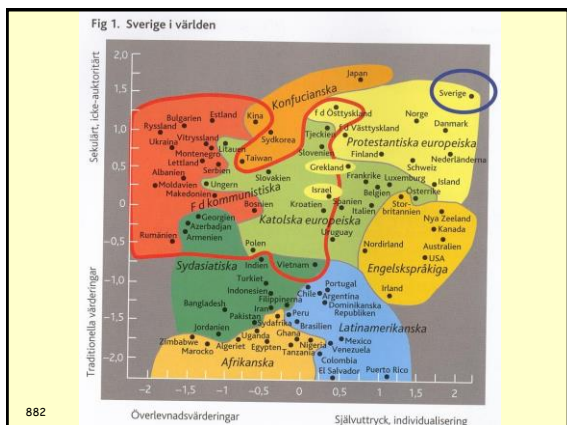 Fig 1. Sverige i världen
Sekulärt, icke-auktoritärt
Traditionella värderingar
2,0
1,5
1,0
0,5
0
-0,5
-1,0
-1,5
-2,0
Japan
Konfucianska
Sverige
Bulgarien
Estland
Kina
f d Östtyskland
Norge
Ryssland
Sydkorea
f d Västtyskland
Danmark
Vitryssland
Tjeckien
Protestantiska europeiska
Ukraina
Litauen
Montenegro
Taiwan
Slovenien
Finland
Nederländerna
Lettland
Serbien
Grekland
Schweiz
Albanien
Slovakien
Frankrike
Luxemburg
Island
Moldavien
Ungern
Israel
Belgien
Österrike
Makedonien
F d kommunistiska
Bosnien
Kroatien
Spanien
Italien
Stor-
britannien
Nya Zeeland
Georgien
Katolska europeiska
Kanada
Azerbadjan
Uruguay
Rumänien
Armenien
Australien
Polen
Nordirland
USA
Sydasiatiska
Indien
Vietnam
Engelskspråkiga
Turkiet
Portugal
Indonesien
Chile
Argentina
Irland
Bangladesh
Iran
Filippinerna
Dominikanska
Republiken
Pakistan
Peru
Sydafrika
Brasilien
Latinamerikanska
Jordanien
Uganda
Ghana
Zimbabwe
Algeriet
Nigeria
Mexico
Marocko
Egypten
Tanzania
Venezuela
Afrikanska
Colombia
El Salvador
Puerto Rico
-2
-1,5
-1
-0,5
0
0,5
1
1,5
2
882
Överlevnadsvärderingar
Självuttryck, individualisering